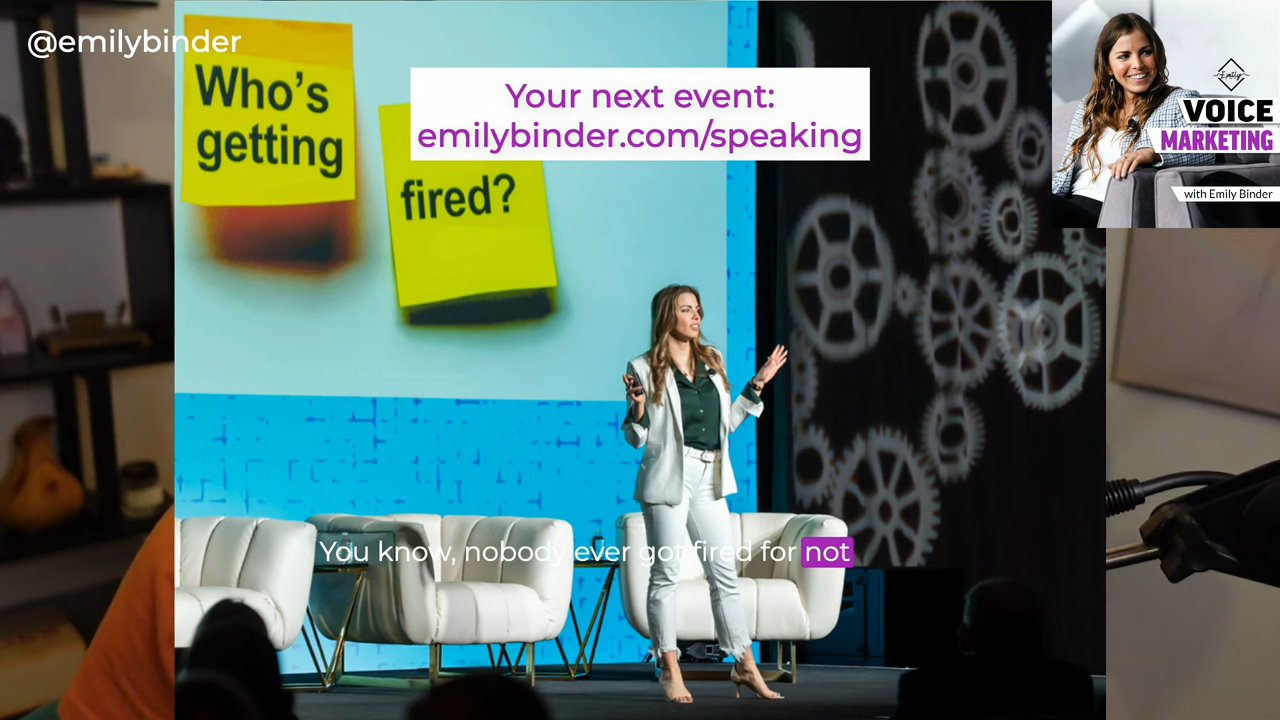 @emilybinder
Who's
getting
fired?
Your next event:
emilybinder.com/speaking
Emily
VOICE
MARKETING
with Emily Binder
You know, nobody ever got fired for not